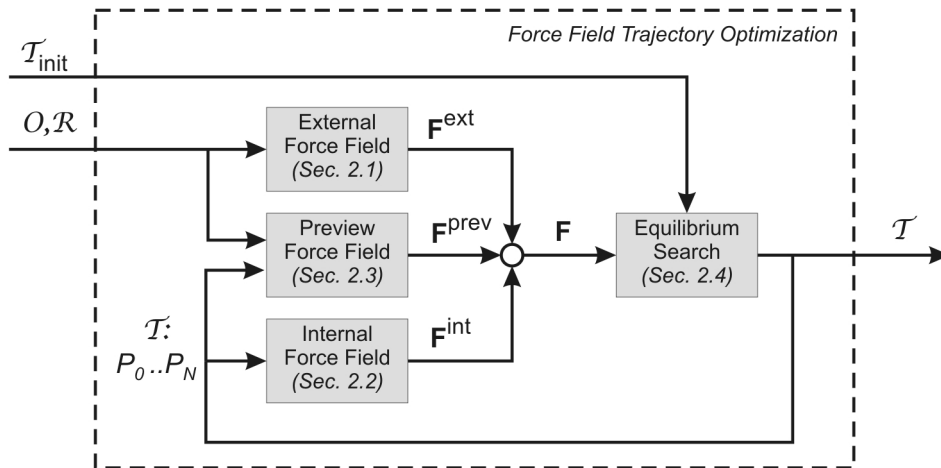 Force Field Trajectory Optimization
𝒯init
O,ℛ
External
Force Field
(Sec. 2.1)
Fext
Preview
Force Field
(Sec. 2.3)
Fprev
F
Equilibrium
Search
(Sec. 2.4)
𝒯
𝒯:
P0..PN
Internal
Force Field
(Sec. 2.2)
Fint